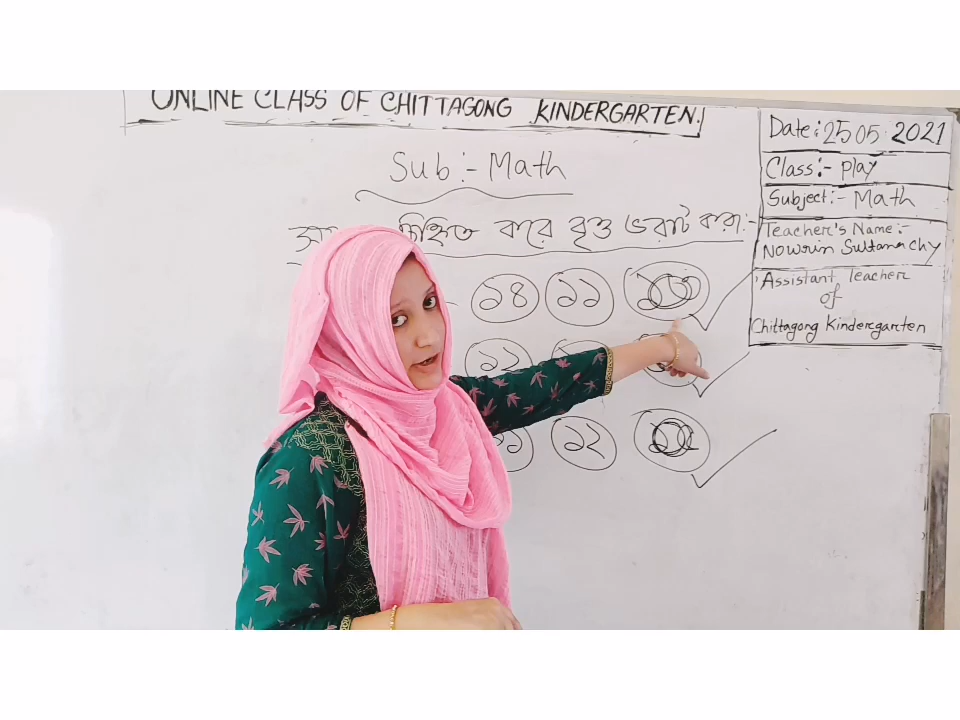 ONLINE CLASS OF CHITTAGONG KINDERGARTEN.
Sub:- Math
চিহ্নিত করে বৃত্ত ভরাট করো:-
১৪ ১১
১২
১২
Date: 25 05 2021
Class:- play
Subject:- Math
Teacher's Name:-
Nowrin Sultana chy
Assistant Teacher
of
Chittagong Kindergarten